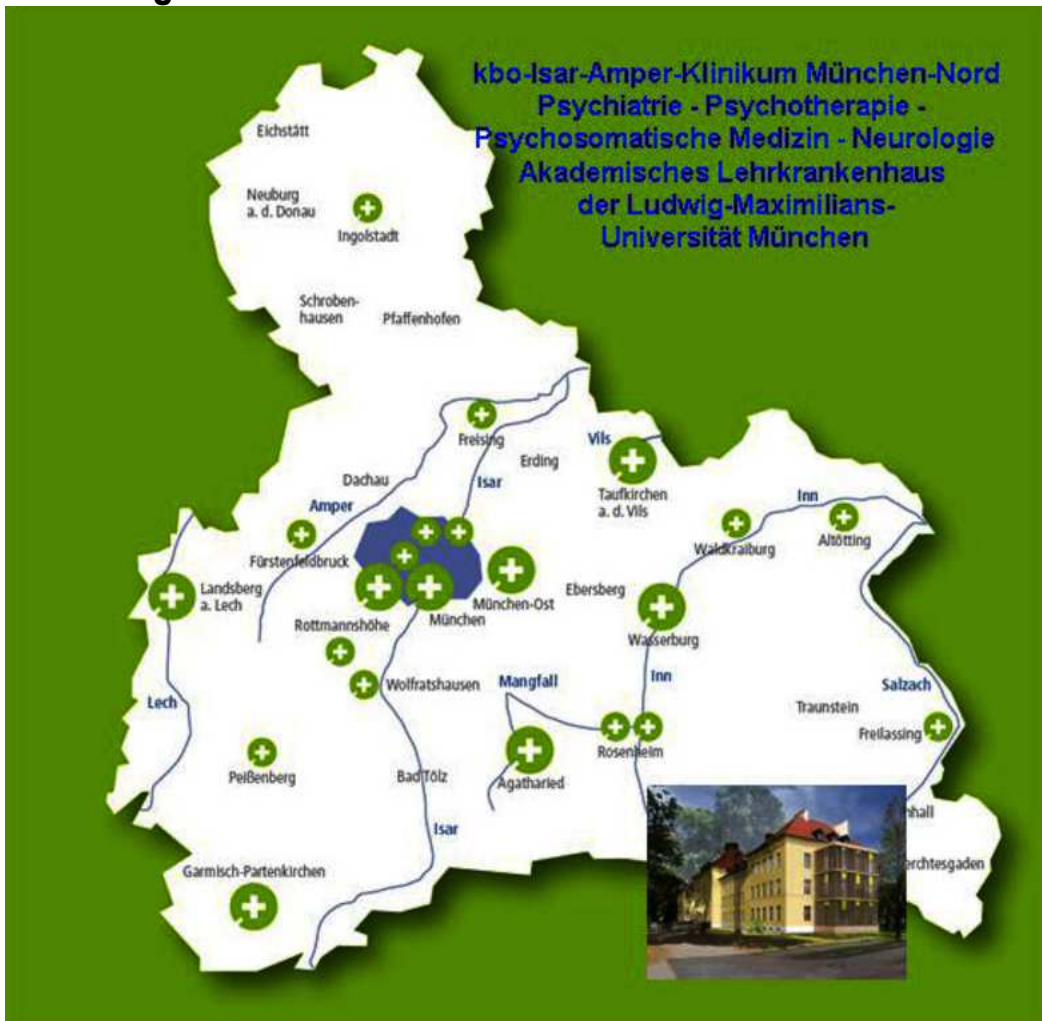 kbo-Isar-Amper-Klinikum München-Nord
Psychiatrie - Psychotherapie -
Psychosomatische Medizin - Neurologie
Akademisches Lehrkrankenhaus
der Ludwig-Maximilians-
Universität München
Eichstätt
Neuburg
a. d. Donau
Ingolstadt
Schroben-
hausen
Pfaffenhofen
Freising
Vils
Erding
Dachau
Isar
Taufkirchen
a. d. Vils
Amper
Inn
Waldkraiburg
Altötting
Fürstenfeldbruck
Landsberg
a. Lech
München-Ost
Ebersberg
Rottmannshöhe
München
Wasserburg
Wolfratshausen
Mangfall
Inn
Salzach
Lech
Traunstein
Freilassing
Rosenheim
Peißenberg
Bad Tölz
Agatharied
Isar
nhall
erchtesgaden
Garmisch-Partenkirchen